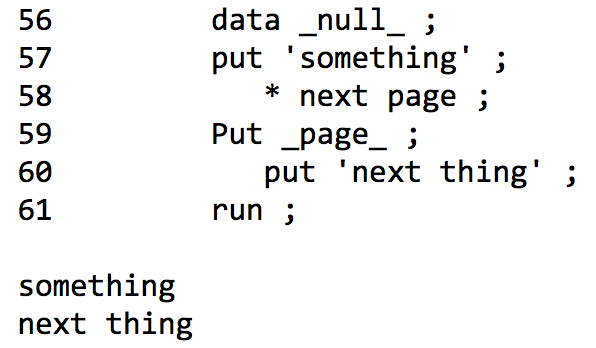 56 data _null_ ;
57 put 'something' ;
58 * next page ;
59 Put _page_ ;
60 put 'next thing' ;
61 run ;
something
next thing